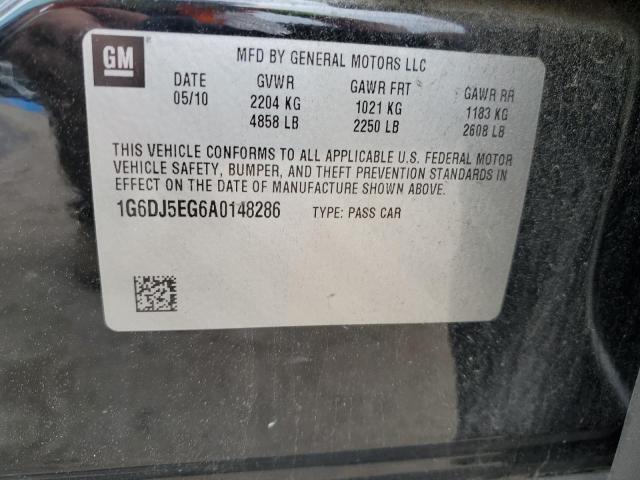 GM
MFD BY GENERAL MOTORS LLC
DATE GVWR GAWR FRT GAWR RR
05/10 2204 KG 1021 KG 1183 KG
4858 LB 2250 LB 2608 LB
THIS VEHICLE CONFORMS TO ALL APPLICABLE U.S. FEDERAL MOTOR
VEHICLE SAFETY, BUMPER, AND THEFT PREVENTION STANDARDS IN
EFFECT ON THE DATE OF MANUFACTURE SHOWN ABOVE.
1G6DJ5EG6A0148286 TYPE: PASS CAR